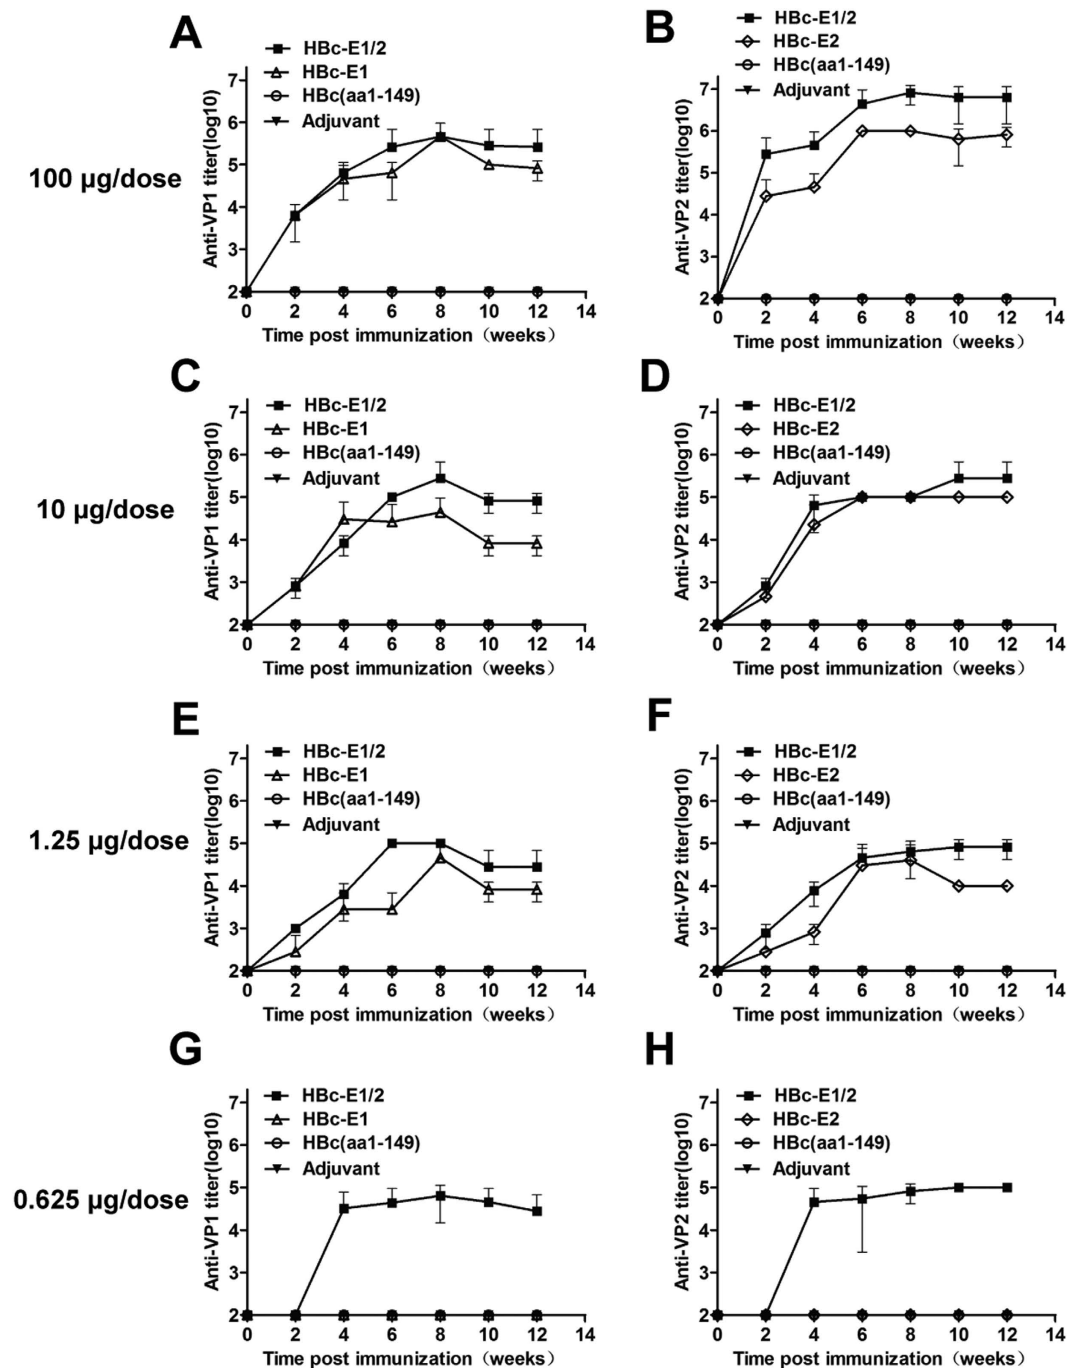 A
HBc-E1/2
HBc-E1
HBc(aa1-149)
Adjuvant
7
6
5
4
3
2
Anti-VP1 titer(log10)
0 2 4 6 8 10 12 14
Time post immunization（weeks）
100 μg/dose
B
HBc-E1/2
HBc-E2
HBc(aa1-149)
Adjuvant
7
6
5
4
3
2
Anti-VP2 titer(log10)
0 2 4 6 8 10 12 14
Time post immunization（weeks）
C
HBc-E1/2
HBc-E1
HBc(aa1-149)
Adjuvant
7
6
5
4
3
2
Anti-VP1 titer(log10)
0 2 4 6 8 10 12 14
Time post immunization（weeks）
10 μg/dose
D
HBc-E1/2
HBc-E2
HBc(aa1-149)
Adjuvant
7
6
5
4
3
2
Anti-VP2 titer(log10)
0 2 4 6 8 10 12 14
Time post immunization（weeks）
E
HBc-E1/2
HBc-E1
HBc(aa1-149)
Adjuvant
7
6
5
4
3
2
Anti-VP1 titer(log10)
0 2 4 6 8 10 12 14
Time post immunization（weeks）
1.25 μg/dose
F
HBc-E1/2
HBc-E2
HBc(aa1-149)
Adjuvant
7
6
5
4
3
2
Anti-VP2 titer(log10)
0 2 4 6 8 10 12 14
Time post immunization（weeks）
G
HBc-E1/2
HBc-E1
HBc(aa1-149)
Adjuvant
7
6
5
4
3
2
Anti-VP1 titer(log10)
0 2 4 6 8 10 12 14
Time post immunization（weeks）
0.625 μg/dose
H
HBc-E1/2
HBc-E2
HBc(aa1-149)
Adjuvant
7
6
5
4
3
2
Anti-VP2 titer(log10)
0 2 4 6 8 10 12 14
Time post immunization（weeks）